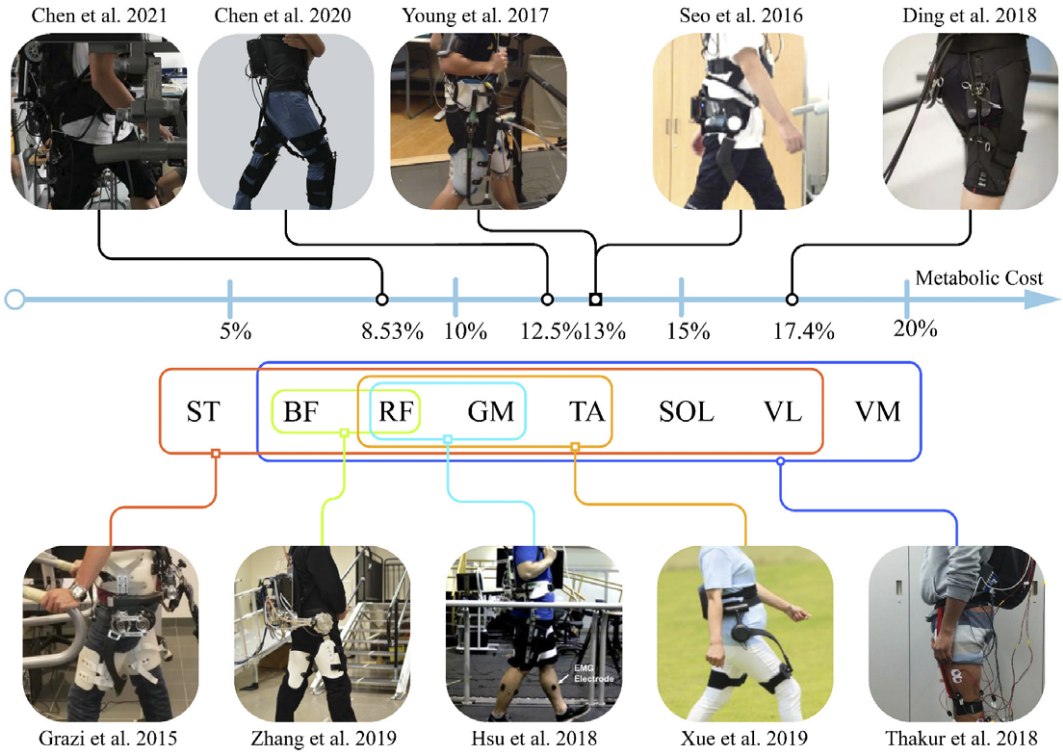 Chen et al. 2021
Chen et al. 2020
Young et al. 2017
Seo et al. 2016
Ding et al. 2018
Metabolic Cost
5%
8.53%
10%
12.5%
13%
15%
17.4%
20%
ST
BF
RF
GM
TA
SOL
VL
VM
EMG
Electrode
Grazi et al. 2015
Zhang et al. 2019
Hsu et al. 2018
Xue et al. 2019
Thakur et al. 2018